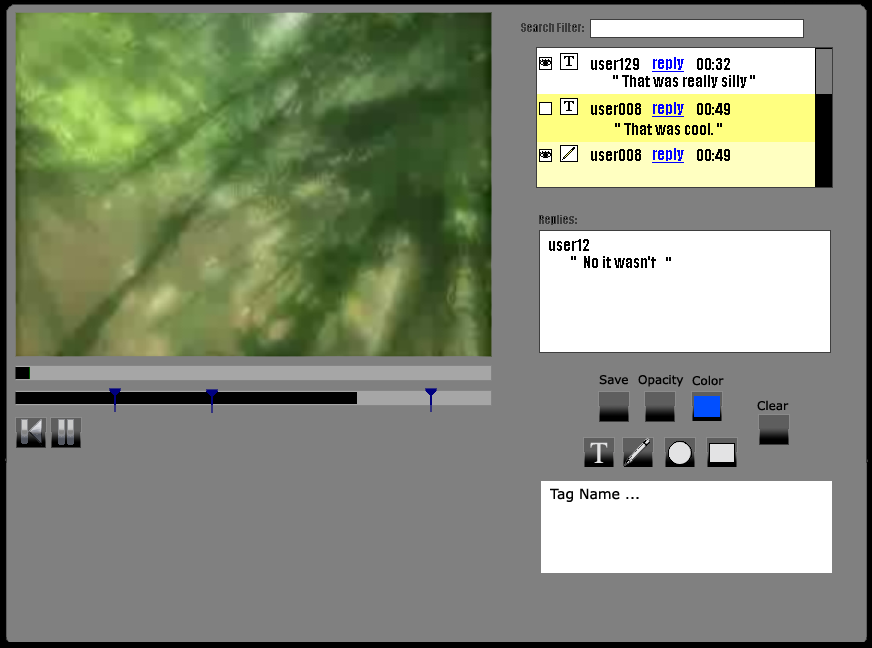 Search Filter:
T user129 reply 00:32
" That was really silly "
T user008 reply 00:49
" That was cool. "
user008 reply 00:49
Replies:
user12
" No it wasn't "
Save Opacity Color
Clear
T
Tag Name ...